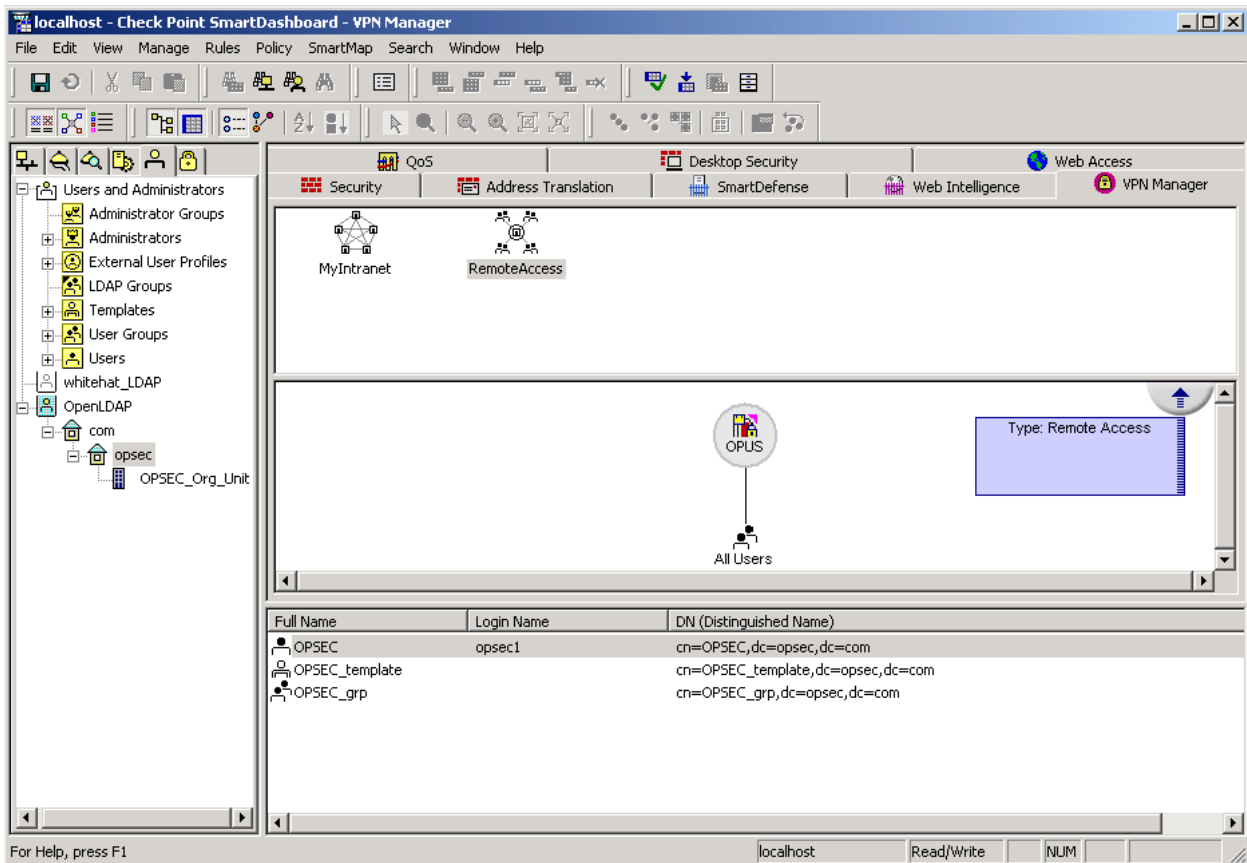 localhost - Check Point SmartDashboard - VPN Manager
File Edit View Manage Rules Policy SmartMap Search Window Help
QoS Desktop Security Web Access
Security Address Translation SmartDefense Web Intelligence VPN Manager
Users and Administrators
Administrator Groups
Administrators
External User Profiles
LDAP Groups
Templates
User Groups
Users
whitehat_LDAP
OpenLDAP
com
opsec
OPSEC_Org_Unit
MyIntranet RemoteAccess
Type: Remote Access
OPUS
All Users
Full Name Login Name DN (Distinguished Name)
OPSEC opsec1 cn=OPSEC,dc=opsec,dc=com
OPSEC_template cn=OPSEC_template,dc=opsec,dc=com
OPSEC_grp cn=OPSEC_grp,dc=opsec,dc=com
For Help, press F1 localhost Read/Write NUM